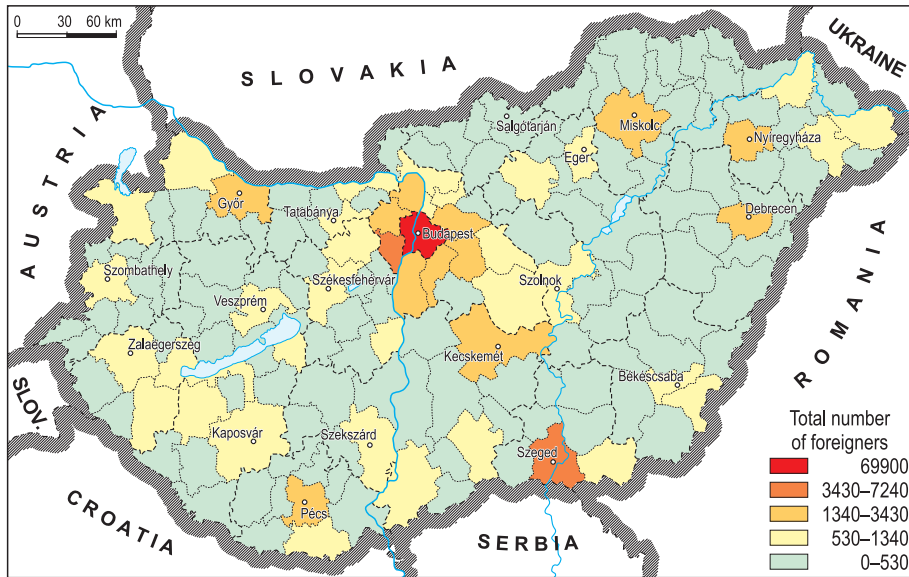 0 30 60 km
SLOVAKIA
UKRAINE
AUSTRIA
Salgótarján
Miskolc
Eger
Nyíregyháza
Győr
Tatabánya
Debrecen
Budapest
Szombathely
Székesfehérvár
Szolnok
Veszprém
Zalaegerszeg
Kecskemét
ROMANIA
SLOV.
Békéscsaba
Kaposvár
Szekszárd
Szeged
Pécs
CROATIA
SERBIA
Total number
of foreigners
69900
3430–7240
1340–3430
530–1340
0–530